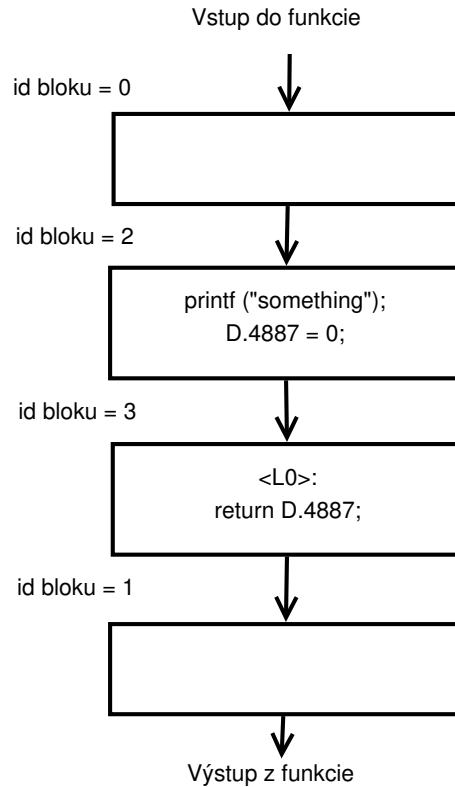 Vstup do funkcie
id bloku = 0
id bloku = 2
printf ("something");
D.4887 = 0;
id bloku = 3
<L0>:
return D.4887;
id bloku = 1
Výstup z funkcie